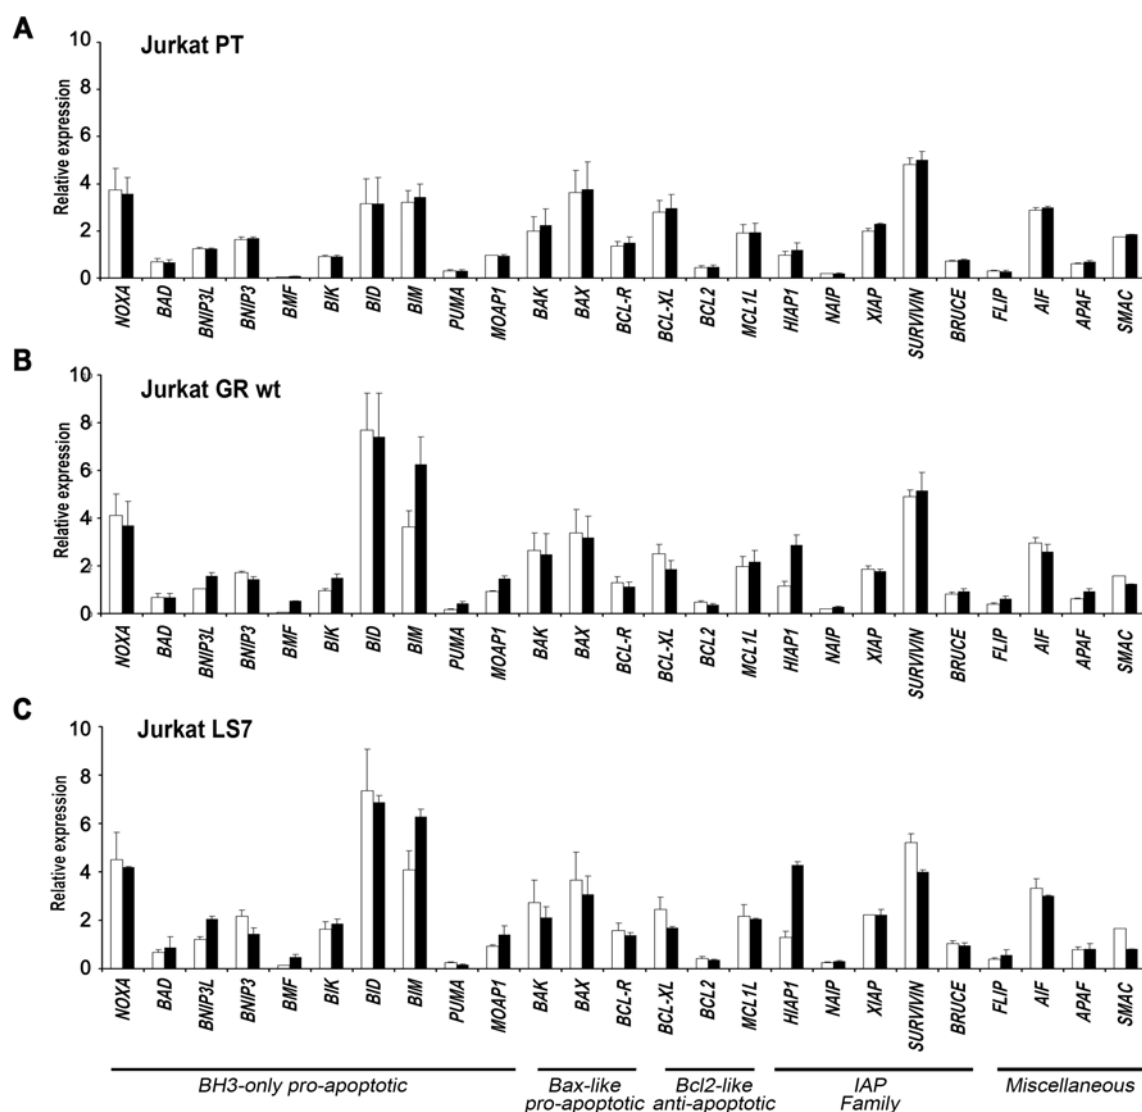 A
Jurkat PT
Relative expression
10
8
6
4
2
0
NOXA
BAD
BNIP3L
BNIP3
BMF
BIK
BID
BIM
PUMA
MOAP1
BAK
BAX
BCL-R
BCL-XL
BCL2
MCL1L
HIAP1
NAIP
XIAP
SURVIVIN
BRUCE
FLIP
AIF
APAF
SMAC
B
Jurkat GR wt
Relative expression
10
8
6
4
2
0
NOXA
BAD
BNIP3L
BNIP3
BMF
BIK
BID
BIM
PUMA
MOAP1
BAK
BAX
BCL-R
BCL-XL
BCL2
MCL1L
HIAP1
NAIP
XIAP
SURVIVIN
BRUCE
FLIP
AIF
APAF
SMAC
C
Jurkat LS7
Relative expression
10
8
6
4
2
0
NOXA
BAD
BNIP3L
BNIP3
BMF
BIK
BID
BIM
PUMA
MOAP1
BAK
BAX
BCL-R
BCL-XL
BCL2
MCL1L
HIAP1
NAIP
XIAP
SURVIVIN
BRUCE
FLIP
AIF
APAF
SMAC
BH3-only pro-apoptotic
Bax-like
pro-apoptotic
Bcl2-like
anti-apoptotic
IAP
Family
Miscellaneous